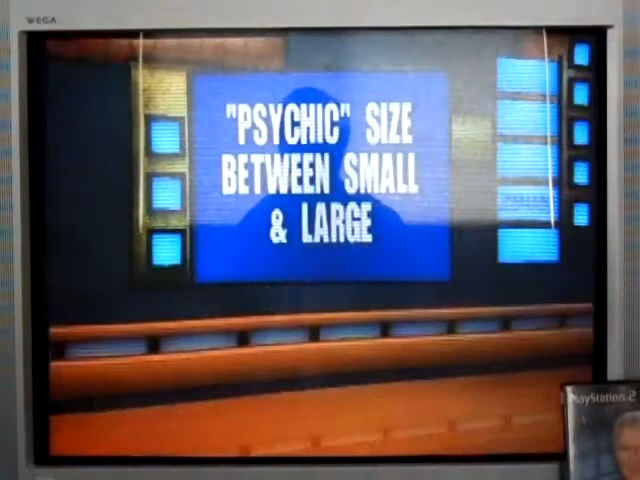 WEGA
"PSYCHIC" SIZE
BETWEEN SMALL
& LARGE
PlayStation 2